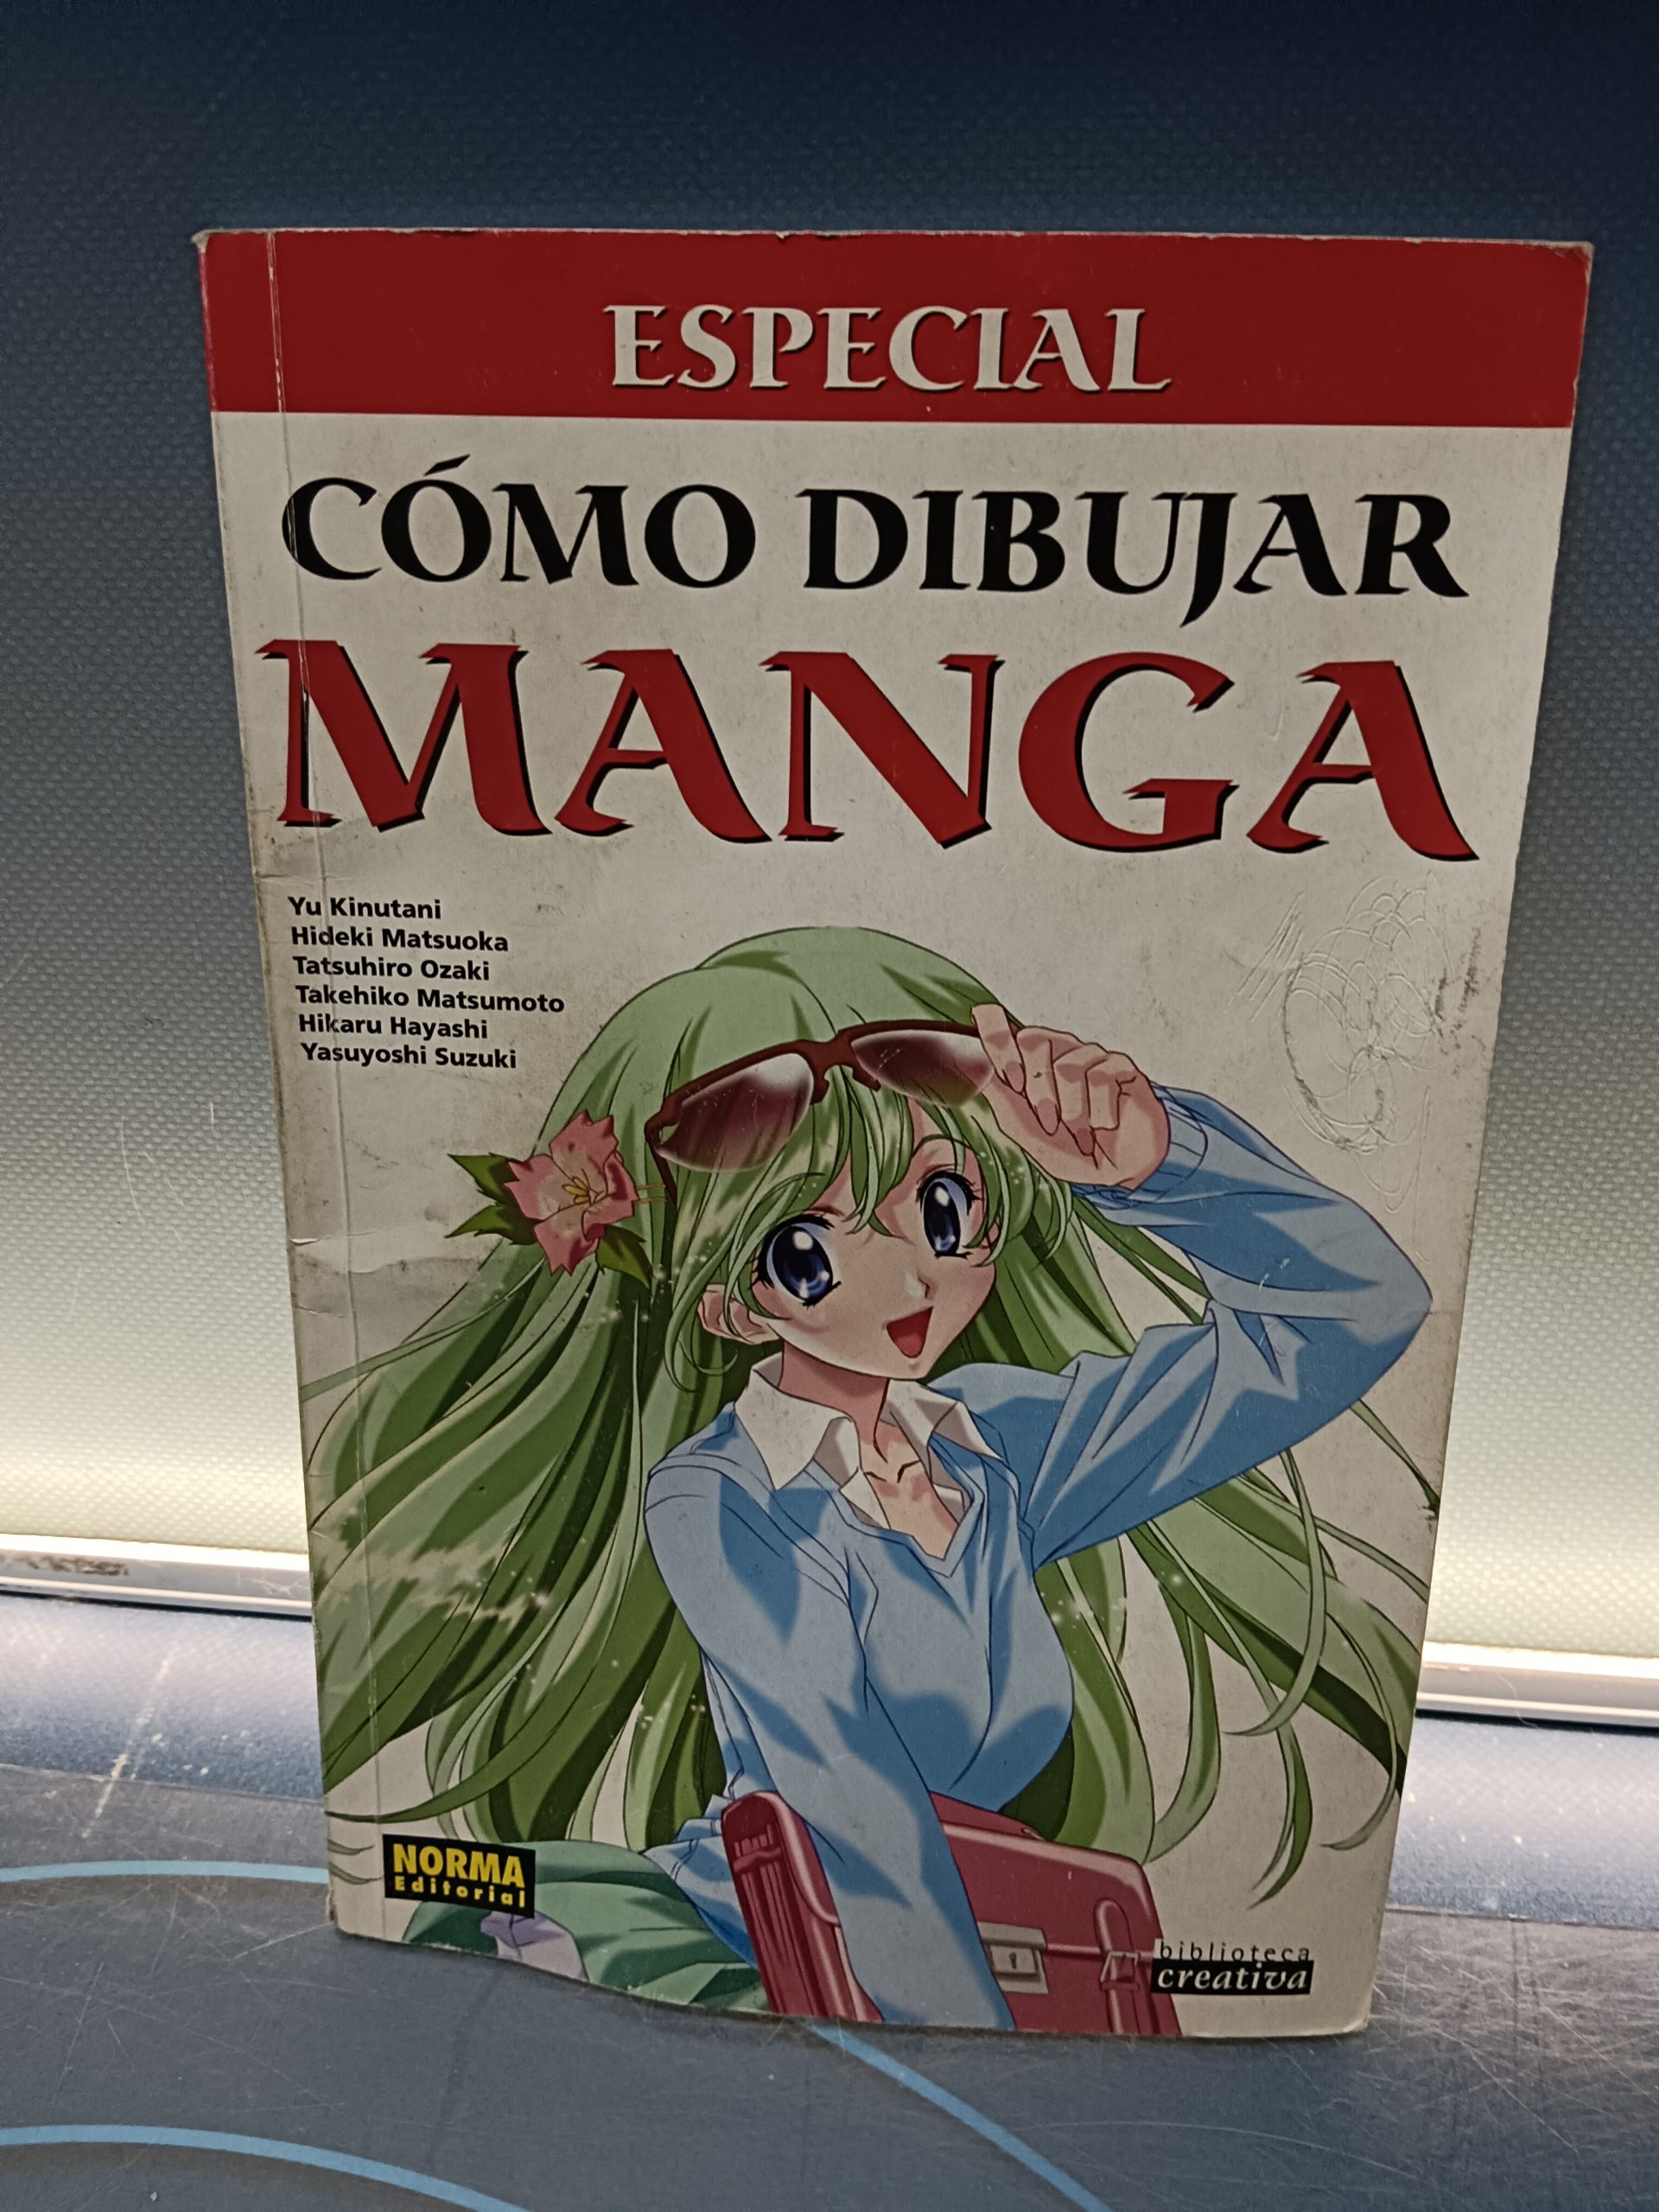 ESPECIAL
CÓMO DIBUJAR
MANGA
Yu Kinutani
Hideki Matsuoka
Tatsuhiro Ozaki
Takehiko Matsumoto
Hikaru Hayashi
Yasuyoshi Suzuki
NORMA
Editorial
biblioteca
creativa